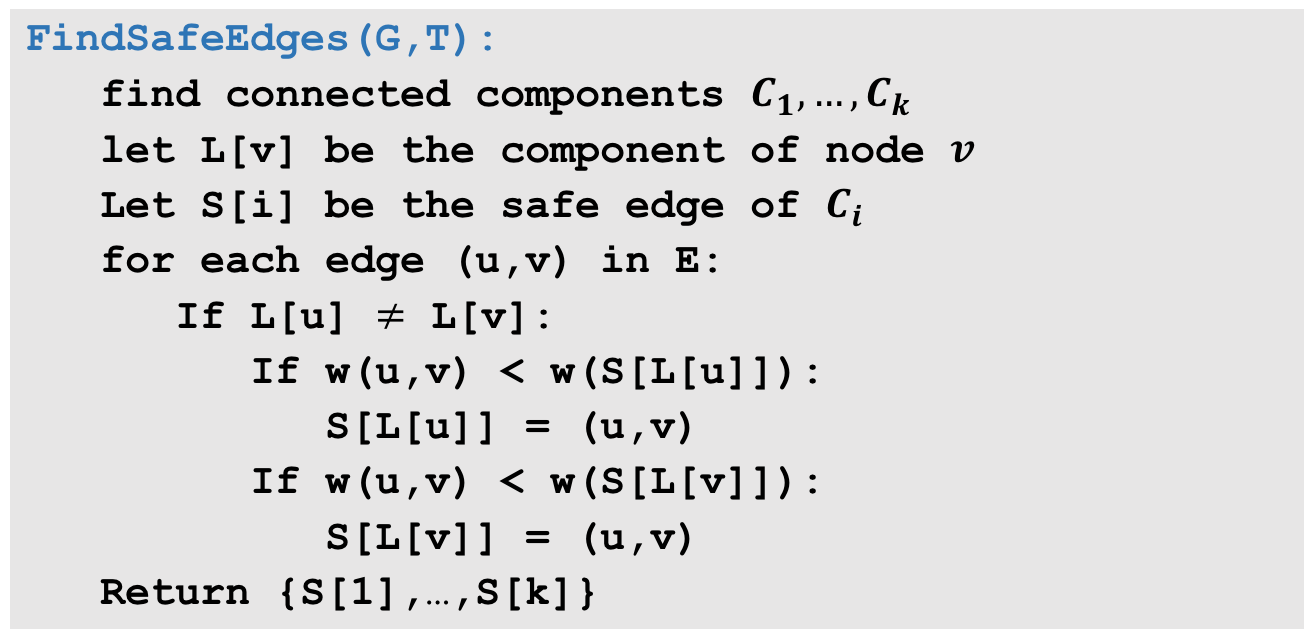 FindSafeEdges(G,T):
find connected components C₁,…,Cₖ
let L[v] be the component of node v
Let S[i] be the safe edge of Cᵢ
for each edge (u,v) in E:
If L[u] ≠ L[v]:
If w(u,v) < w(S[L[u]]):
S[L[u]] = (u,v)
If w(u,v) < w(S[L[v]]):
S[L[v]] = (u,v)
Return {S[1],…,S[k]}